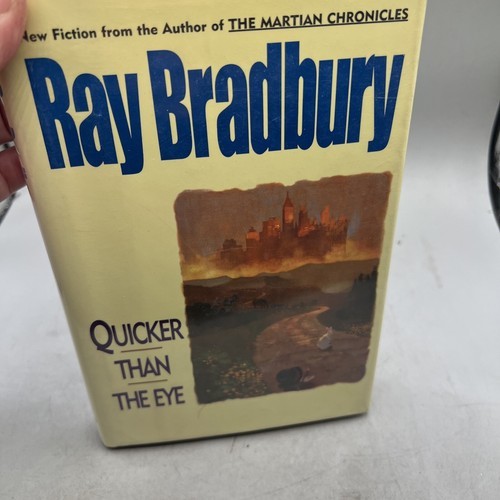 New Fiction from the Author of THE MARTIAN CHRONICLES
Ray Bradbury
QUICKER
THAN
THE EYE